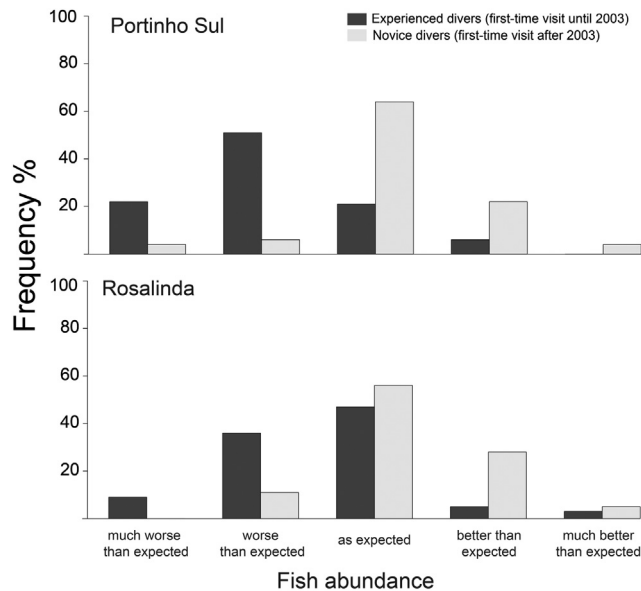 Portinho Sul
Experienced divers (first-time visit until 2003)
Novice divers (first-time visit after 2003)
100
80
60
40
20
Frequency %
Rosalinda
100
80
60
40
20
much worse
than expected
worse
than expected
as expected
better than
expected
much better
than expected
Fish abundance